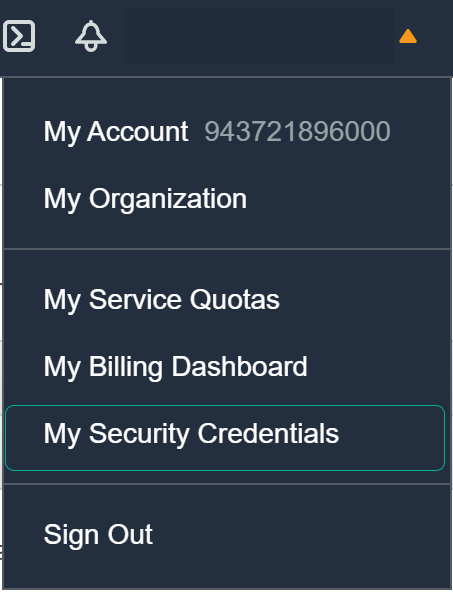 My Account 943721896000
My Organization
My Service Quotas
My Billing Dashboard
My Security Credentials
Sign Out